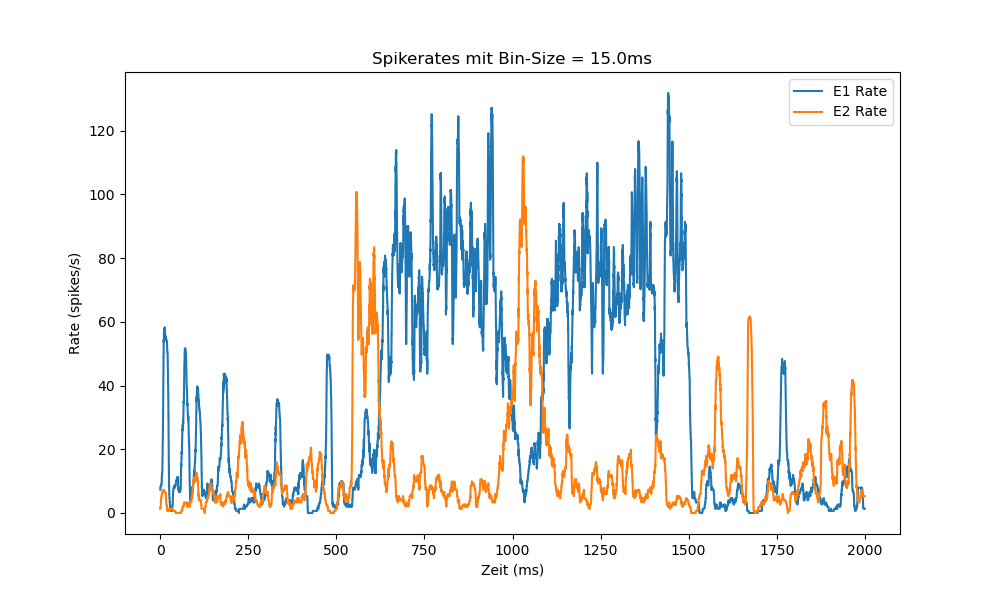 Spikerates mit Bin-Size = 15.0ms
E1 Rate
E2 Rate
Rate (spikes/s)
120
100
80
60
40
20
0
0 250 500 750 1000 1250 1500 1750 2000
Zeit (ms)